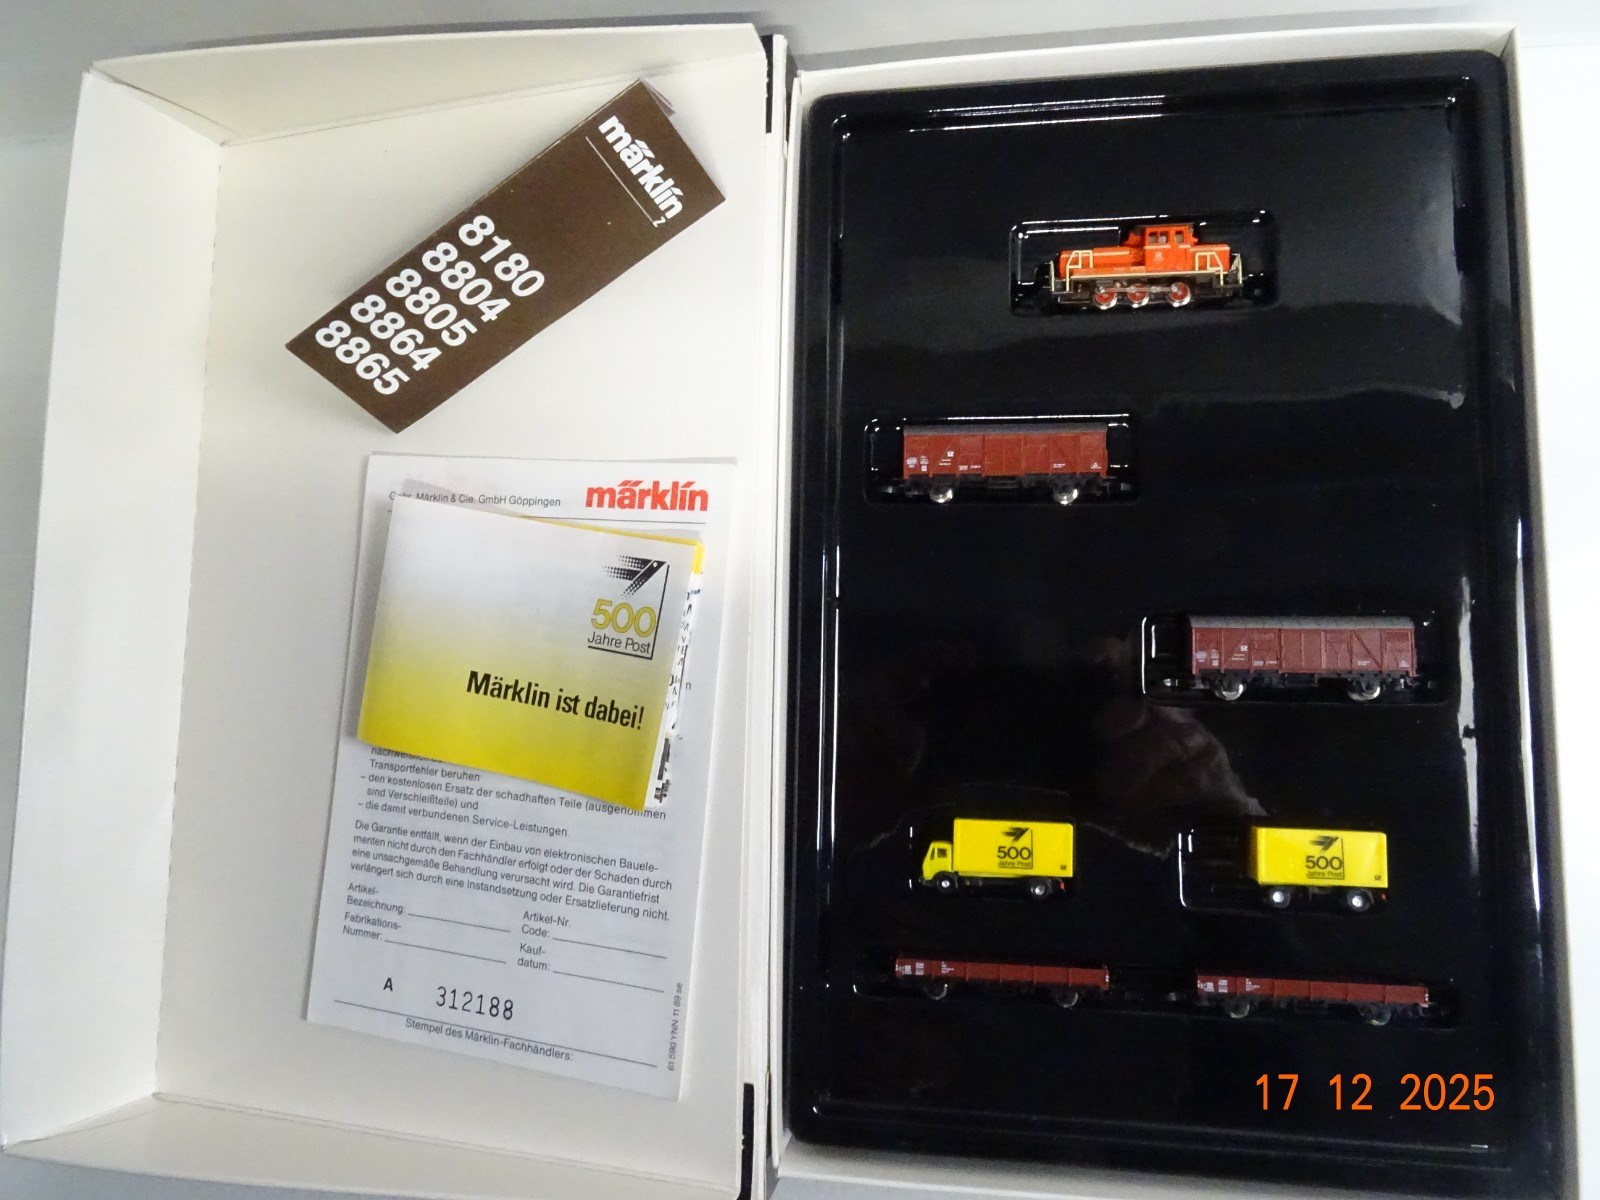 märklin
z
8180
8804
8805
8864
8865
Märklin & Cie. GmbH Göppingen
märklin
500
Jahre Post
Märklin ist dabei!
Transportfehler beruhen
– den kostenlosen Ersatz der schadhaften Teile (ausgenommen
sind Verschleißteile) und
– die damit verbundenen Service-Leistungen.
Die Garantie entfällt, wenn der Einbau von elektronischen Bauele-
menten nicht durch den Fachhändler erfolgt oder der Schaden durch
eine unsachgemäße Behandlung verursacht wird. Die Garantiefrist
verlängert sich durch eine Instandsetzung oder Ersatzlieferung nicht.
Artikel-
Bezeichnung:
Artikel-Nr.
Code:
Fabrikations-
Nummer:
Kauf-
datum:
A 312188
Stempel des Märklin-Fachhändlers:
500
Jahre Post
500
Jahre Post
17 12 2025